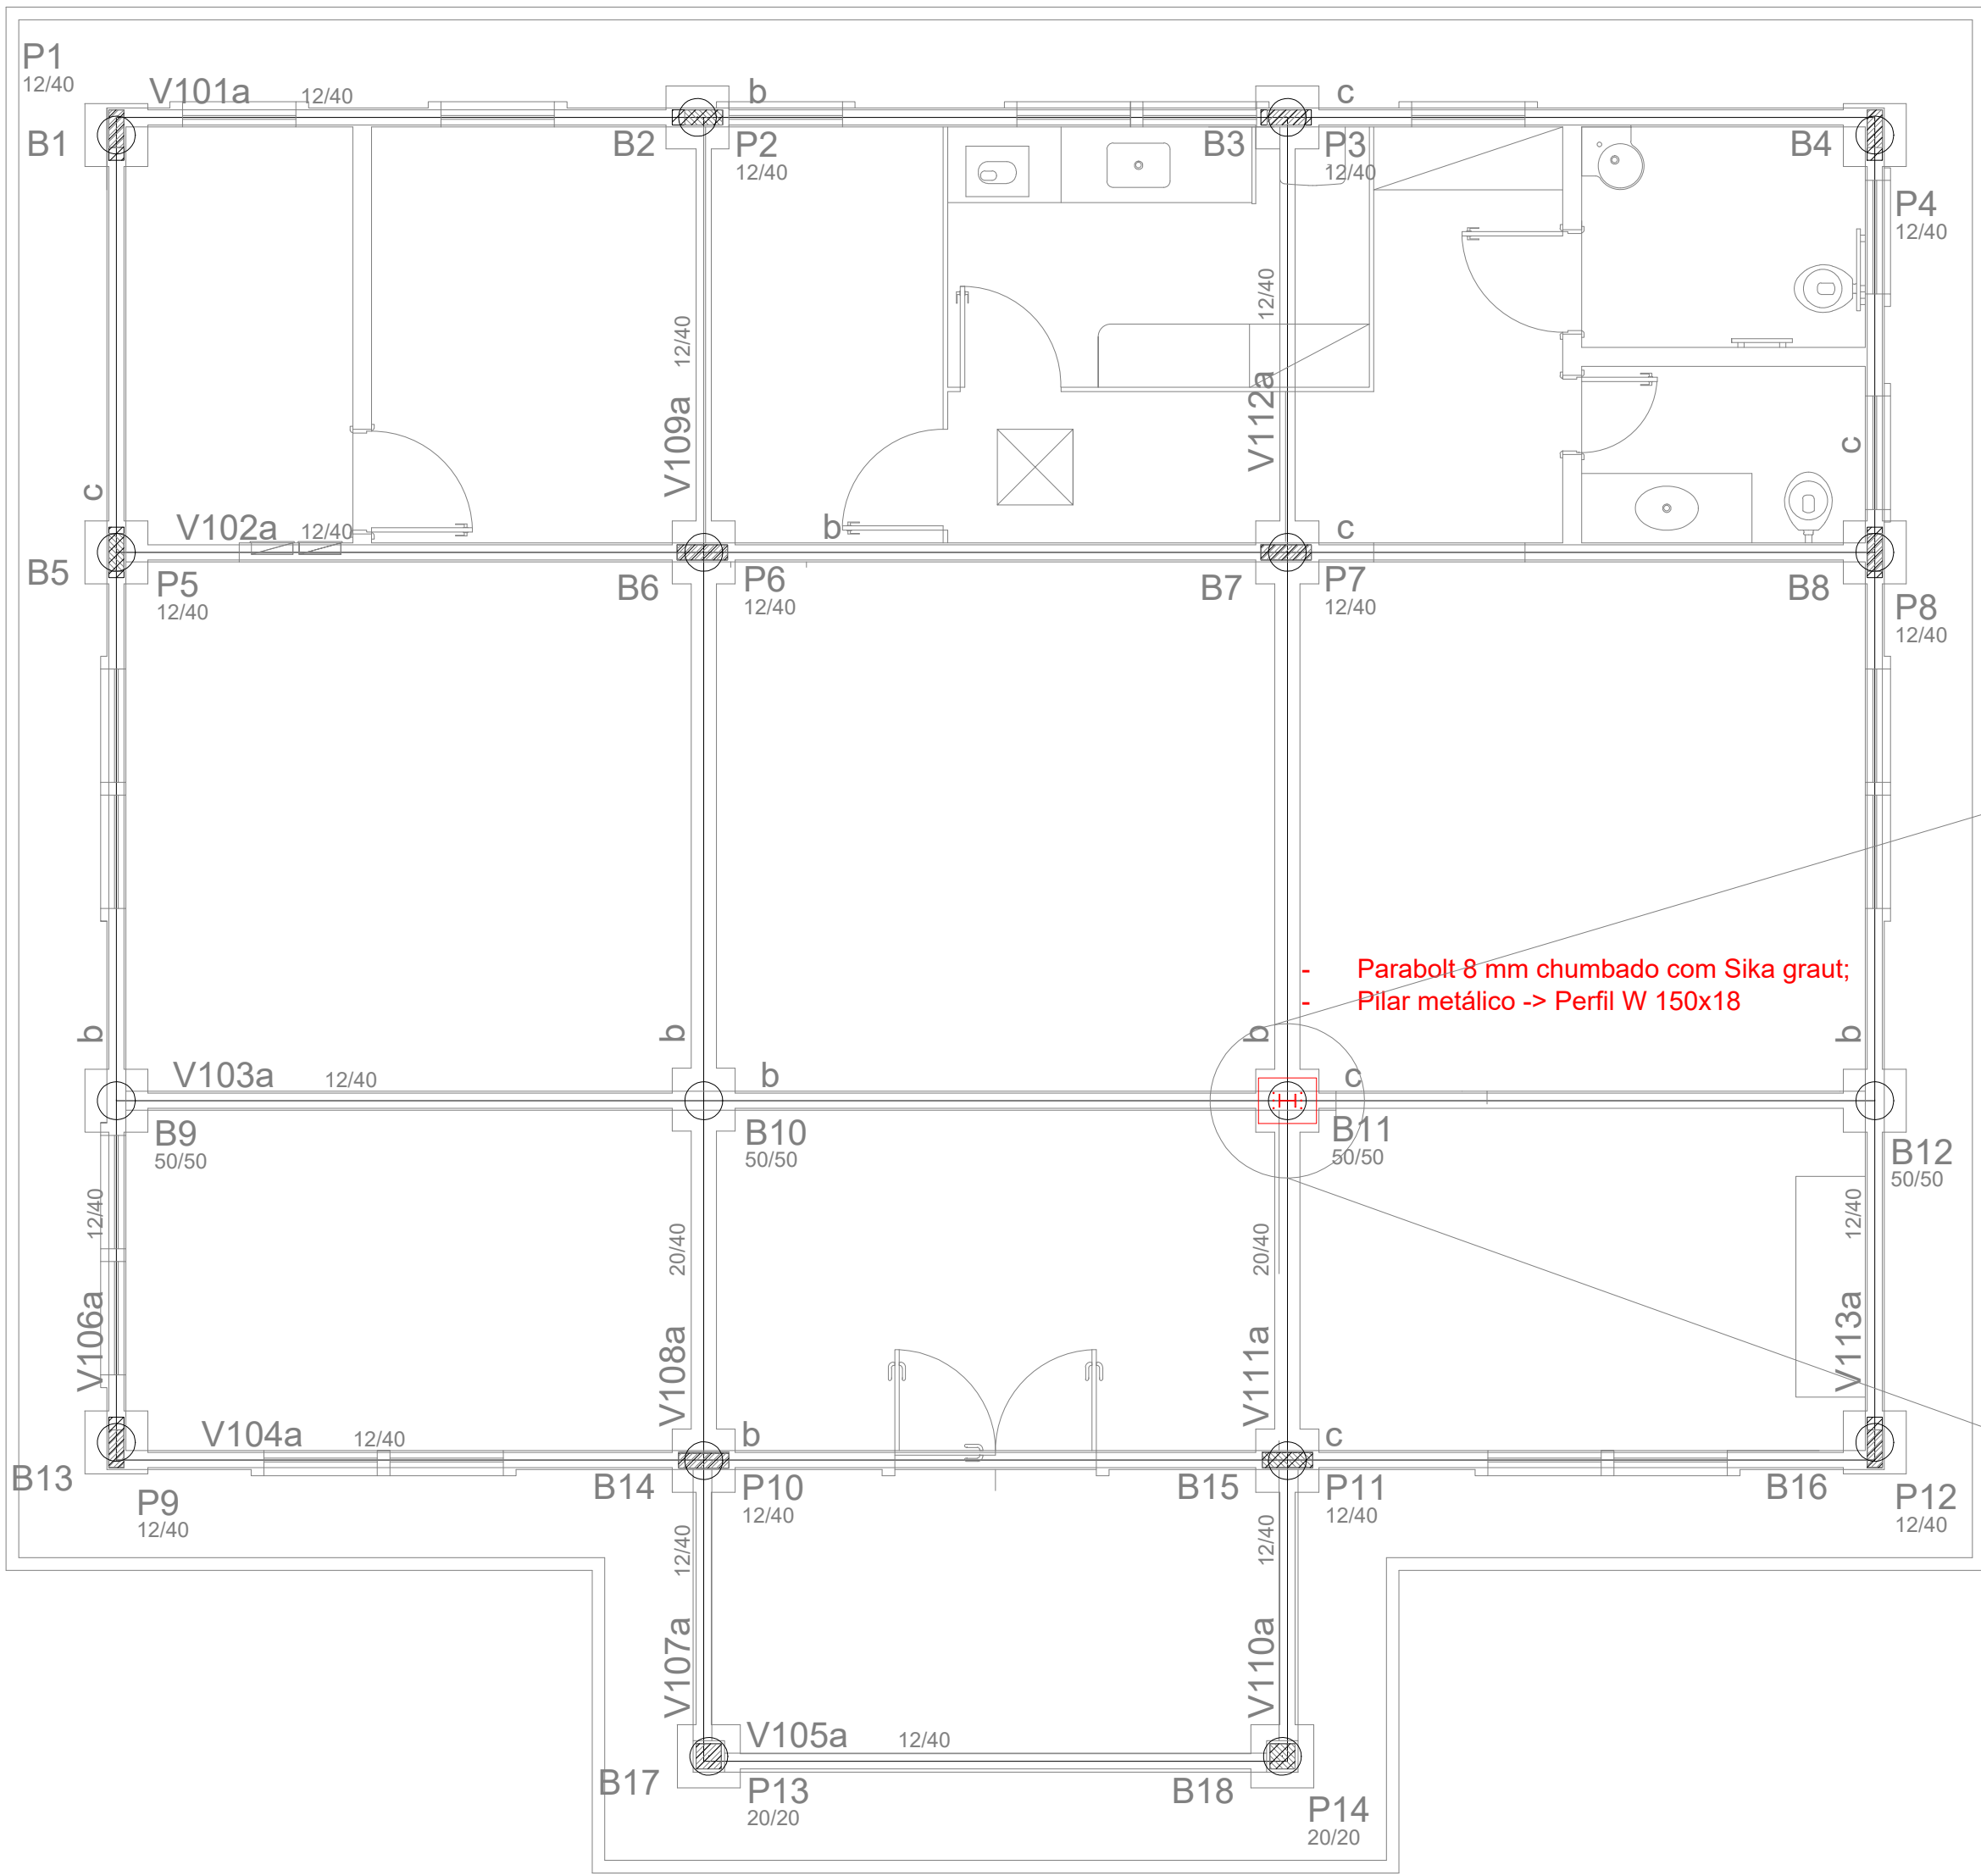 P1
12/40
V101a 12/40 b c
B1 B2 P2 B3 P3 B4
12/40 12/40
P4
12/40
12/40
12/40
V109a
V112a
c
c
V102a 12/40 b c
B5 P5 B6 P6 B7 P7 B8
12/40 12/40 12/40
P8
12/40
- Parabolt 8 mm chumbado com Sika graut;
- Pilar metálico -> Perfil W 150x18
b b b b
V103a 12/40 b c
B9 B10 B11 B12
50/50 50/50 50/50 50/50
12/40 20/40 20/40 12/40
V106a V108a V111a V113a
V104a 12/40 b c
B13 B14 P10 B15 P11 B16 P12
P9 12/40 12/40 12/40
12/40
12/40 12/40
V107a V110a
V105a 12/40
B17 P13 B18 P14
20/20 20/20